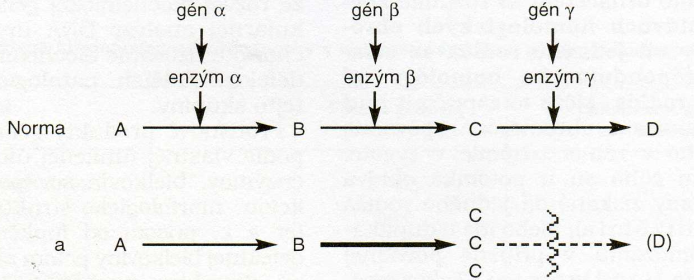 gén α gén β gén γ
enzým α enzým β enzým γ
Norma A B C D
C
a A B C (D)
C